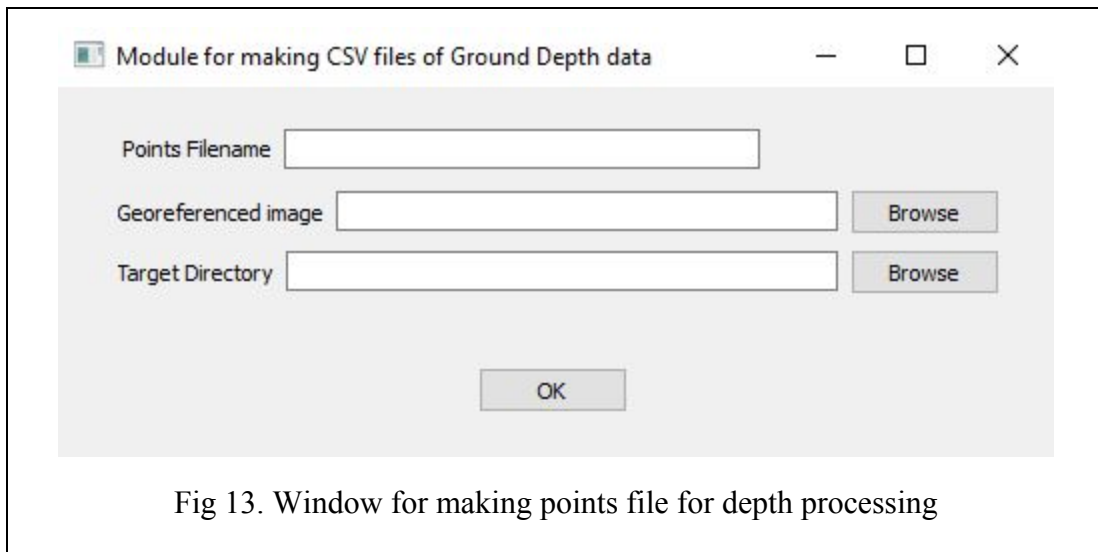 Module for making CSV files of Ground Depth data
Points Filename
Georeferenced image Browse
Target Directory Browse
OK
Fig 13. Window for making points file for depth processing